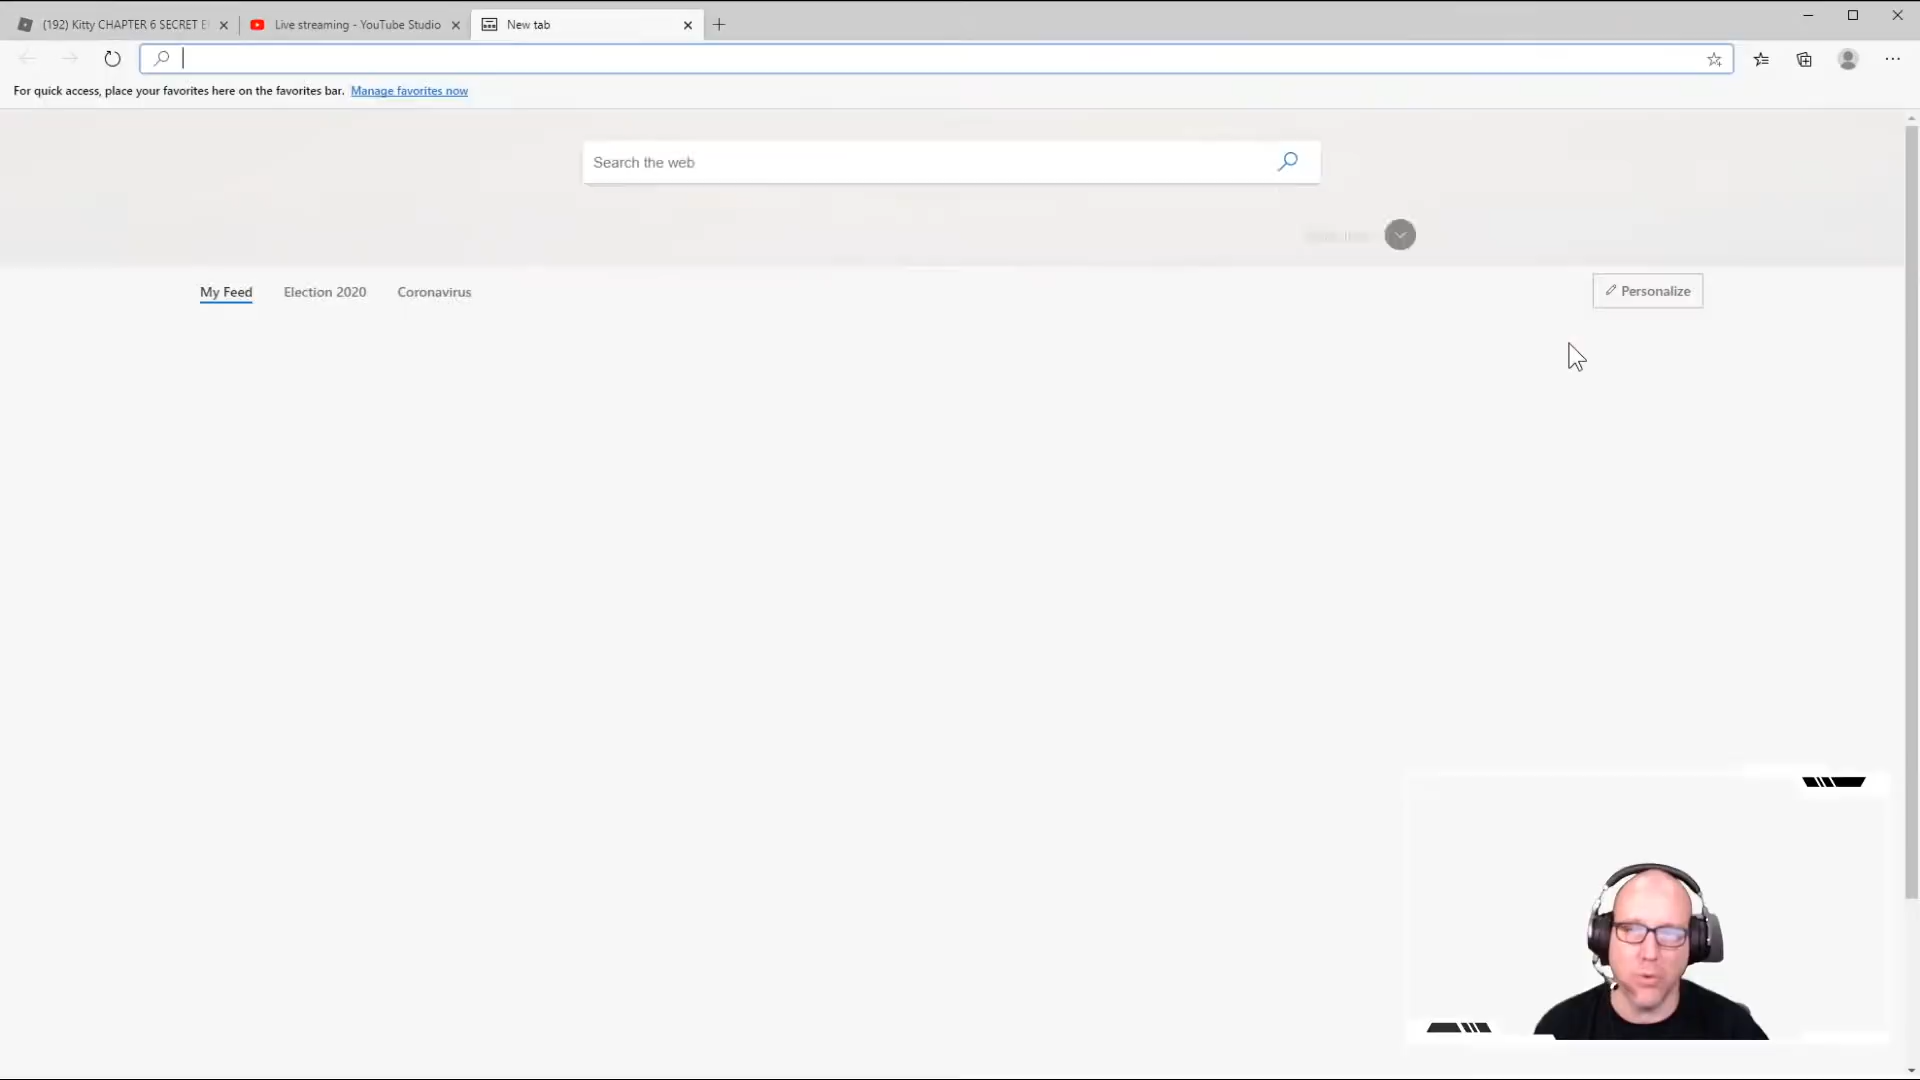 (192) Kitty CHAPTER 6 SECRET E
Live streaming - YouTube Studio
New tab
For quick access, place your favorites here on the favorites bar. Manage favorites now
Search the web
My Feed
Election 2020
Coronavirus
Personalize